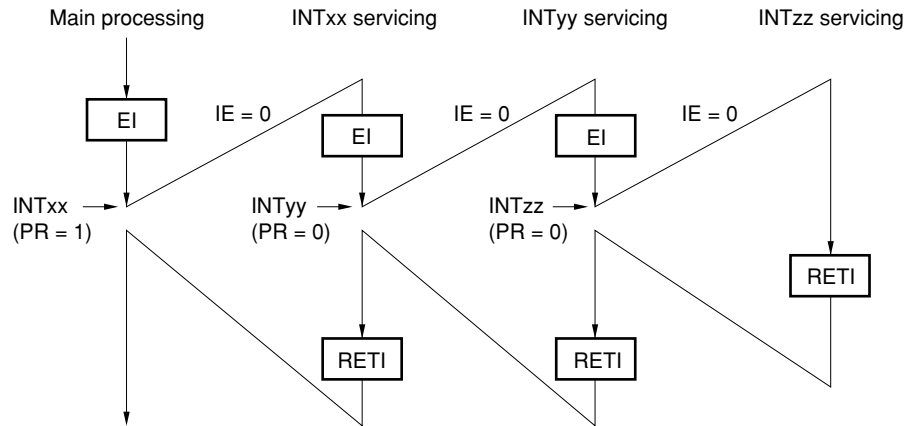 Main processing
INTxx servicing
INTyy servicing
INTzz servicing
EI
IE = 0
EI
IE = 0
EI
IE = 0
INTxx
(PR = 1)
INTyy
(PR = 0)
INTzz
(PR = 0)
RETI
RETI
RETI